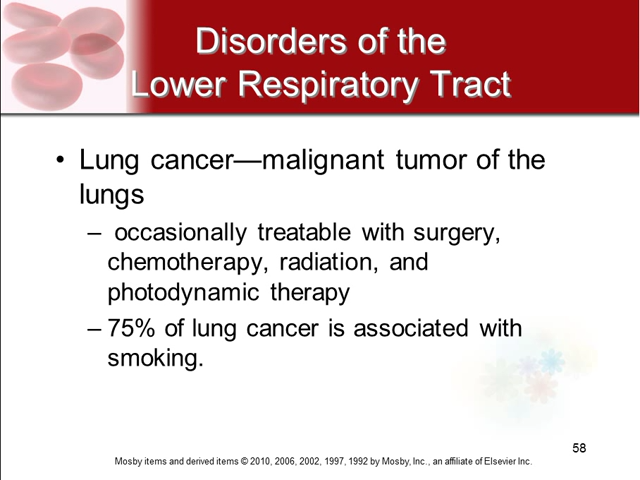 Disorders of the
Lower Respiratory Tract
• Lung cancer—malignant tumor of the
lungs
– occasionally treatable with surgery,
chemotherapy, radiation, and
photodynamic therapy
– 75% of lung cancer is associated with
smoking.
58
Mosby items and derived items © 2010, 2006, 2002, 1997, 1992 by Mosby, Inc., an affiliate of Elsevier Inc.